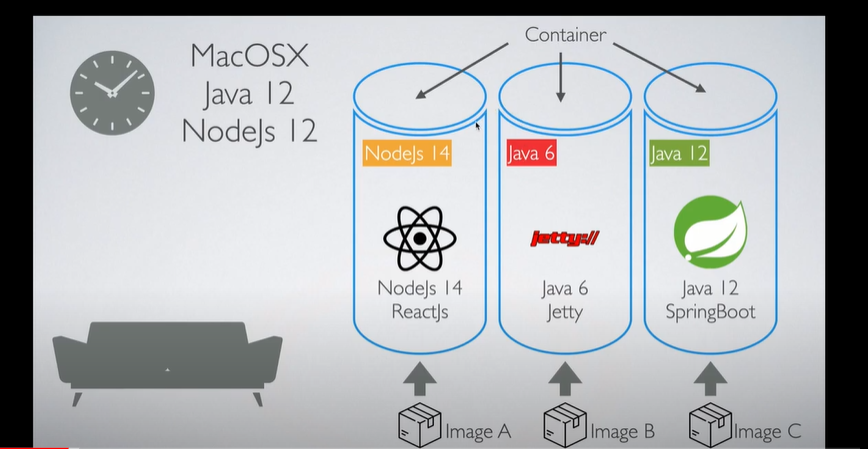 MacOSX
Java 12
NodeJs 12
Container
NodeJs 14
Java 6
Java 12
jetty://
NodeJs 14
ReactJs
Java 6
Jetty
Java 12
SpringBoot
Image A
Image B
Image C